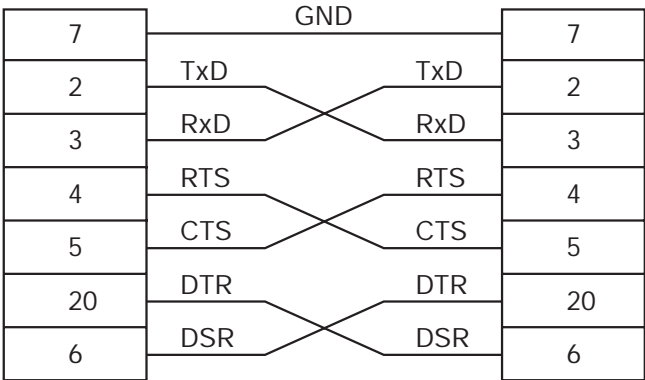 GND
7 7
2 TxD TxD 2
3 RxD RxD 3
4 RTS RTS 4
5 CTS CTS 5
20 DTR DTR 20
6 DSR DSR 6